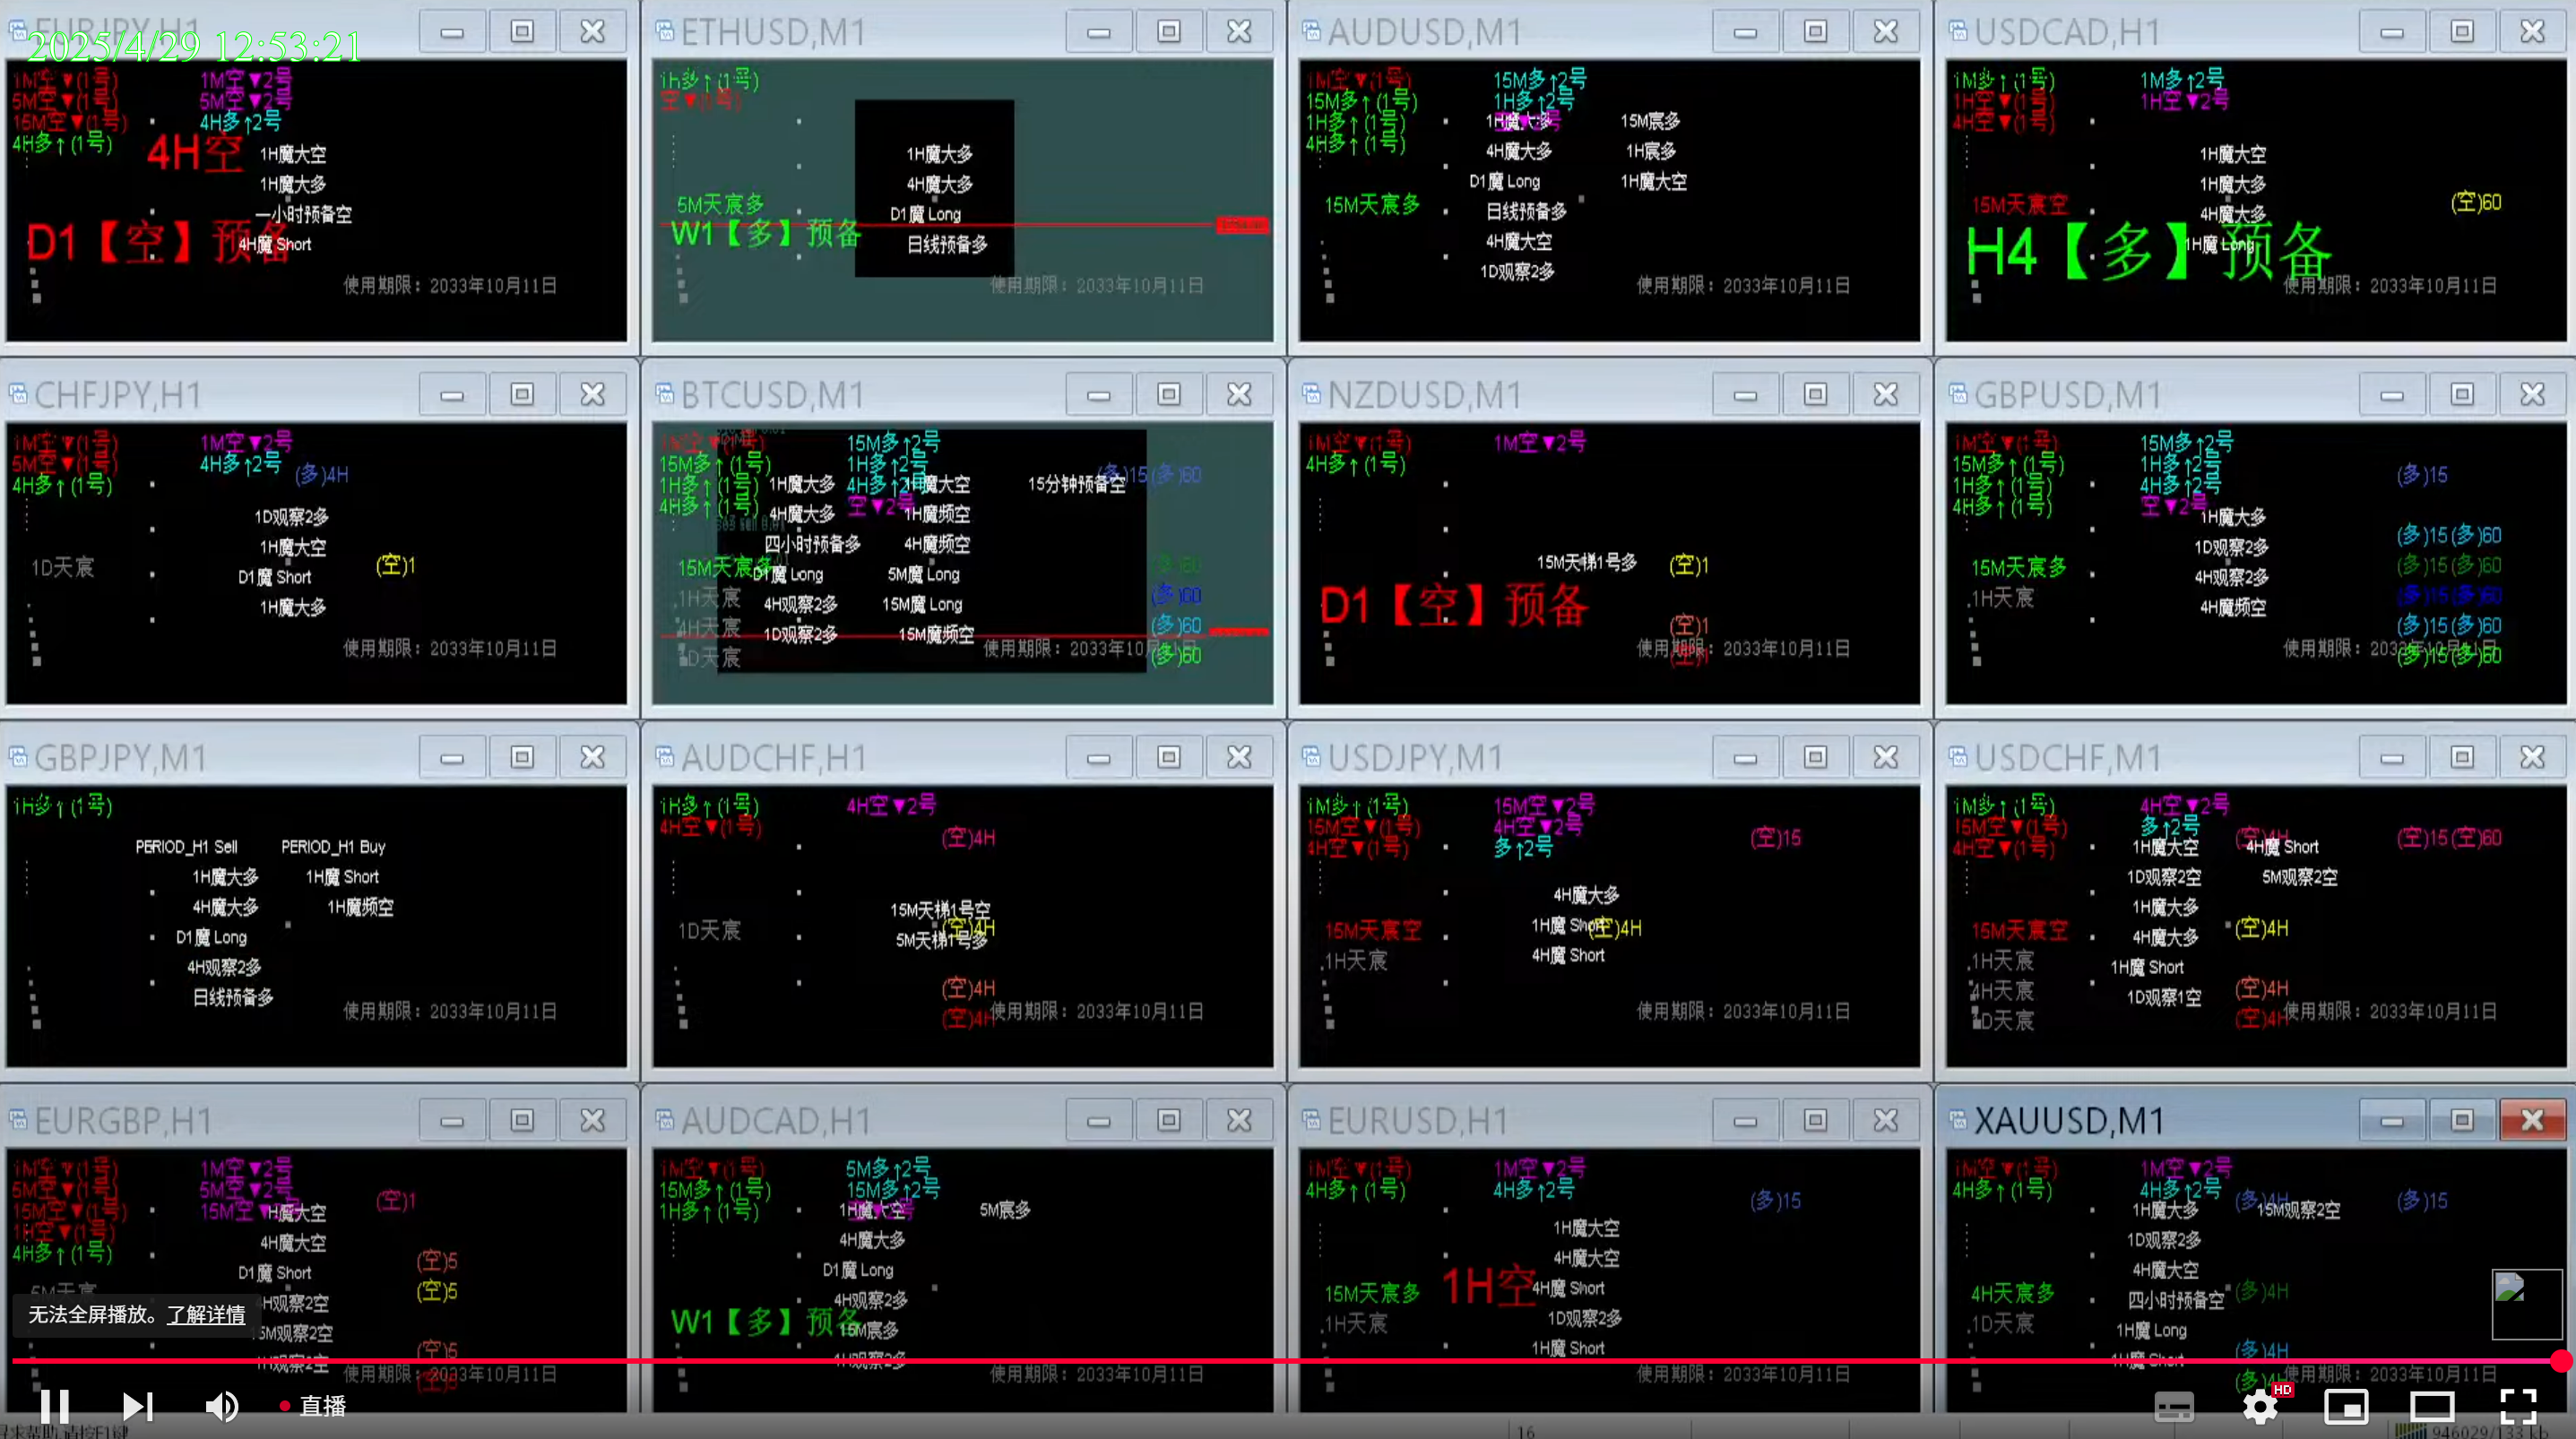 EURJPY,H1
2025/4/29 12:53:21
1M空▼(1号)
1M空▼2号
5M空▼(1号)
5M空▼2号
15M空▼(1号)
4H多↑2号
4H多↑(1号)
4H空
1H魔大空
1H魔大多
一小时预备空
D1【空】预备
4H魔 Short
使用期限：2033年10月11日
ETHUSD,M1
1h多↑(1号)
空▼(1号)
1H魔大多
4H魔大多
5M天宸多
D1魔 Long
W1【多】预备
日线预备多
使用期限：2033年10月11日
AUDUSD,M1
1M空▼(1号)
15M多↑2号
15M多↑(1号)
1H多↑2号
1H多↑(1号)
1H魔大多
15M宸多
4H多↑(1号)
4H魔大多
1H宸多
D1魔 Long
1H魔大空
15M天宸多
日线预备多
4H魔大空
1D观察2多
使用期限：2033年10月11日
USDCAD,H1
1M多↑(1号)
1M多↑2号
1H空▼(1号)
1H空▼2号
4H空▼(1号)
1H魔大空
1H魔大多
15M天宸空
4H魔大多
(空)60
H4【多】预备
1H魔 Long
使用期限：2033年10月11日
CHFJPY,H1
1M空▼(1号)
1M空▼2号
5M空▼(1号)
4H多↑2号
(多)4H
4H多↑(1号)
1D观察2多
1H魔大空
1D天宸
(空)1
D1魔 Short
1H魔大多
使用期限：2033年10月11日
BTCUSD,M1
1M空▼(1号)
15M多↑2号
15M多↑(1号)
1H多↑2号
(多)15(多)60
1H多↑(1号)
1H魔大多
4H多↑2号
1H魔大空
15分钟预备空
4H多↑(1号)
4H魔大多
空▼2号
1H魔频空
四小时预备多
4H魔频空
15M天宸多
D1魔 Long
5M魔 Long
(多)60
1H天宸
4H观察2多
15M魔 Long
(多)60
4H天宸
1D观察2多
15M魔频空
(多)60
1D天宸
使用期限：2033年10月11日
(多)60
NZDUSD,M1
1M空▼(1号)
1M空▼2号
4H多↑(1号)
15M天梯1号多
(空)1
D1【空】预备
(空)1
使用期限：2033年10月11日
(空)1
GBPUSD,M1
1M空▼(1号)
15M多↑2号
15M多↑(1号)
1H多↑2号
(多)15
1H多↑(1号)
4H多↑2号
4H多↑(1号)
空▼2号
1H魔大多
1D观察2多
(多)15(多)60
15M天宸多
4H观察2多
(多)15(多)60
1H天宸
4H魔频空
(多)15(多)60
(多)15(多)60
使用期限：2033年10月11日
(多)15(多)60
GBPJPY,M1
1H多↑(1号)
PERIOD_H1 Sell
PERIOD_H1 Buy
1H魔大多
1H魔 Short
4H魔大多
1H魔频空
D1魔 Long
4H观察2多
日线预备多
使用期限：2033年10月11日
AUDCHF,H1
1H多↑(1号)
4H空▼2号
4H空▼(1号)
(空)4H
15M天梯1号空
1D天宸
(空)4H
5M天梯1号多
(空)4H
(空)4H
使用期限：2033年10月11日
USDJPY,M1
1M多↑(1号)
15M空▼2号
15M空▼(1号)
4H空▼2号
(空)15
4H空▼(1号)
多↑2号
4H魔大多
15M天宸空
1H魔 Short
(空)4H
1H天宸
4H魔 Short
使用期限：2033年10月11日
USDCHF,M1
1M多↑(1号)
4H空▼2号
15M空▼(1号)
多↑2号
(空)4H
(空)15(空)60
4H空▼(1号)
1H魔大空
4H魔 Short
1D观察2空
5M观察2空
1H魔大多
15M天宸空
4H魔大多
(空)4H
1H天宸
1H魔 Short
4H天宸
1D观察1空
(空)4H
1D天宸
(空)4H
使用期限：2033年10月11日
EURGBP,H1
1M空▼(1号)
1M空▼2号
5M空▼(1号)
5M空▼2号
(空)1
15M空▼(1号)
15M空▼
1H魔大空
1H空▼(1号)
4H魔大空
4H多↑(1号)
(空)5
D1魔 Short
5M天宸
(空)5
4H观察2空
15M观察2空
(空)5
1H观察2空
使用期限：2033年10月11日
AUDCAD,H1
1M空▼(1号)
5M多↑2号
15M多↑(1号)
15M多↑2号
1H多↑(1号)
1H魔大空
5M宸多
4H魔大多
D1魔 Long
4H观察2多
W1【多】预备
15M宸多
1H观察2多
使用期限：2033年10月11日
EURUSD,H1
1M空▼(1号)
1M空▼2号
4H多↑(1号)
4H多↑2号
(多)15
1H魔大空
4H魔大空
1H空
4H魔 Short
15M天宸多
1D观察2多
1H天宸
1H魔 Short
使用期限：2033年10月11日
XAUUSD,M1
1M空▼(1号)
1M空▼2号
4H多↑(1号)
4H多↑2号
(多)4H
(多)15
1H魔大多
15M观察2空
1D观察2多
4H魔大空
4H天宸多
四小时预备空
(多)4H
1D天宸
1H魔 Long
1H魔 Short
(多)4H
(多)4H
使用期限：2033年10月11日
无法全屏播放。了解详情
直播
HD
16
946029/133 kb